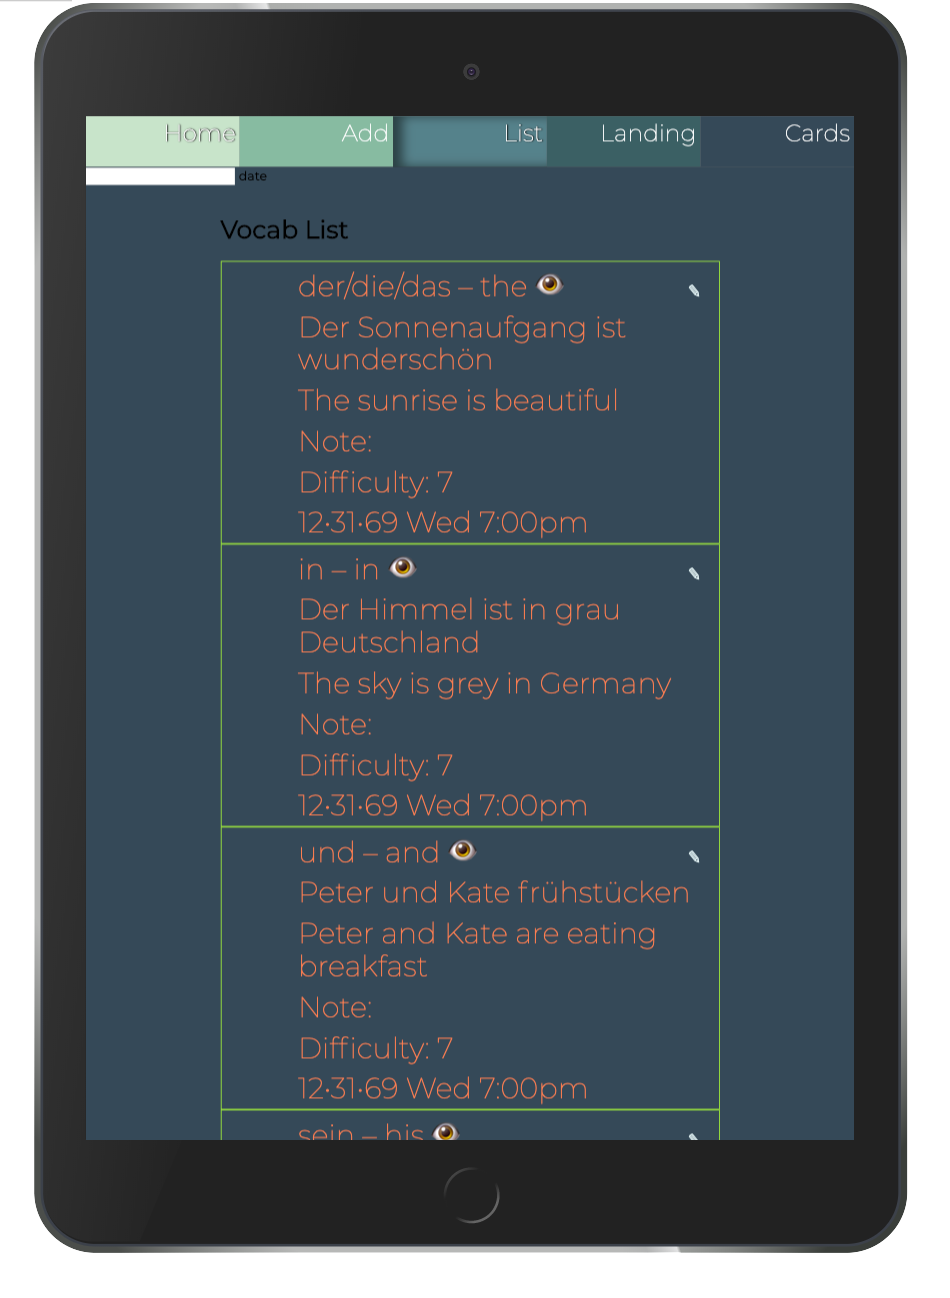 Home Add List Landing Cards
date
Vocab List
der/die/das – the
Der Sonnenaufgang ist
wunderschön
The sunrise is beautiful
Note:
Difficulty: 7
12•31•69 Wed 7:00pm
in – in
Der Himmel ist in grau
Deutschland
The sky is grey in Germany
Note:
Difficulty: 7
12•31•69 Wed 7:00pm
und – and
Peter und Kate frühstücken
Peter and Kate are eating
breakfast
Note:
Difficulty: 7
12•31•69 Wed 7:00pm
sein – his